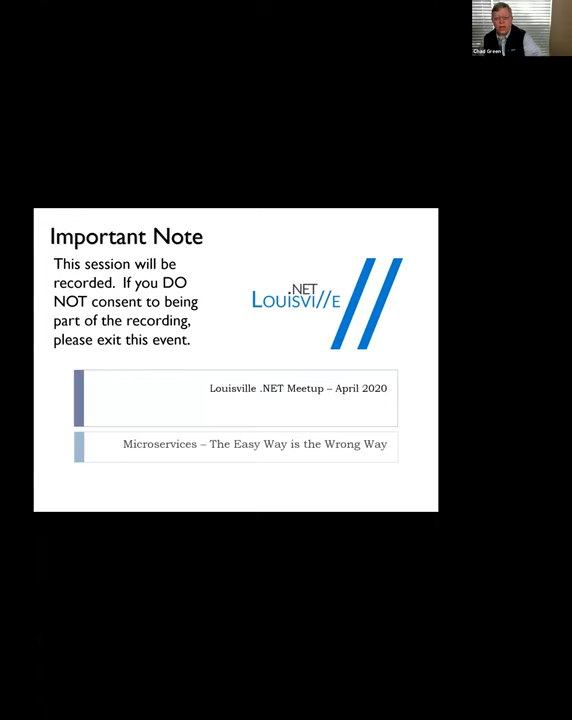 Chad Green
Important Note
This session will be
recorded. If you DO
NOT consent to being
part of the recording,
please exit this event.
.NET
Louisvi//e
Louisville .NET Meetup – April 2020
Microservices – The Easy Way is the Wrong Way